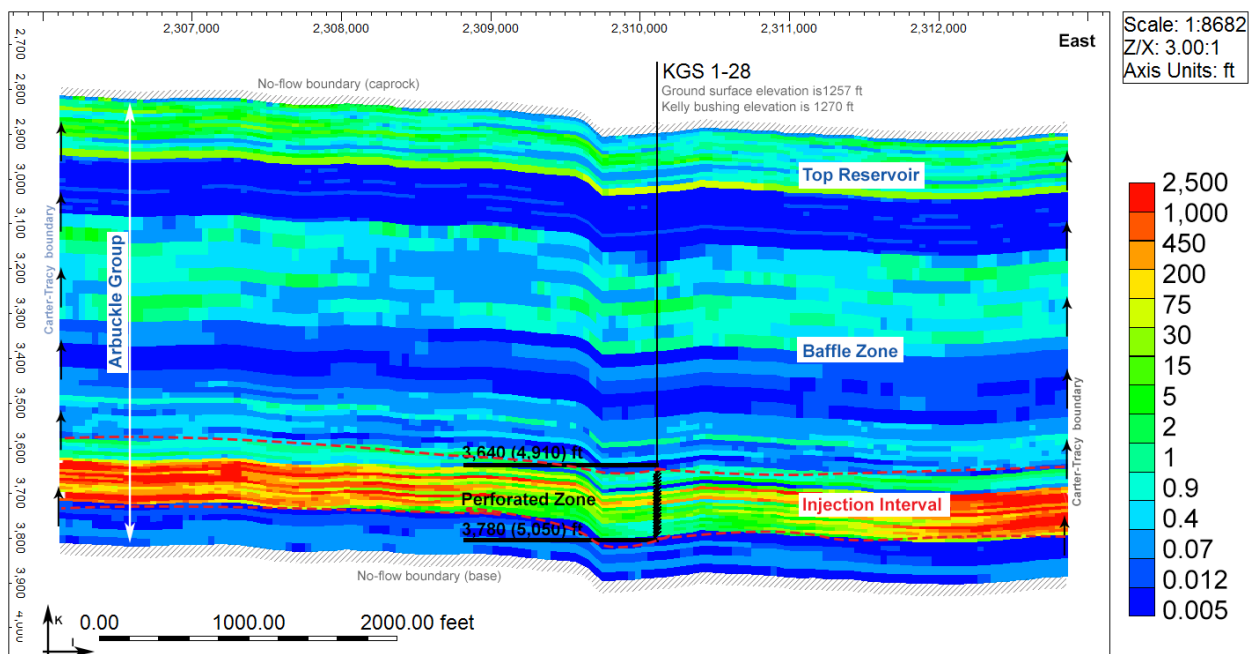 2,307,000 2,308,000 2,309,000 2,310,000 2,311,000 2,312,000
East
Scale: 1:8682
Z/X: 3.00:1
Axis Units: ft
2,700
2,800
2,900
3,000
3,100
3,200
3,300
3,400
3,500
3,600
3,700
3,800
3,900
4,000
No-flow boundary (caprock)
KGS 1-28
Ground surface elevation is1257 ft
Kelly bushing elevation is 1270 ft
Top Reservoir
Carter-Tracy boundary
Arbuckle Group
Baffle Zone
3,640 (4,910) ft
Perforated Zone
Injection Interval
3,780 (5,050) ft
Carter-Tracy boundary
No-flow boundary (base)
K
I
0.00 1000.00 2000.00 feet
2,500
1,000
450
200
75
30
15
5
2
1
0.9
0.4
0.07
0.012
0.005